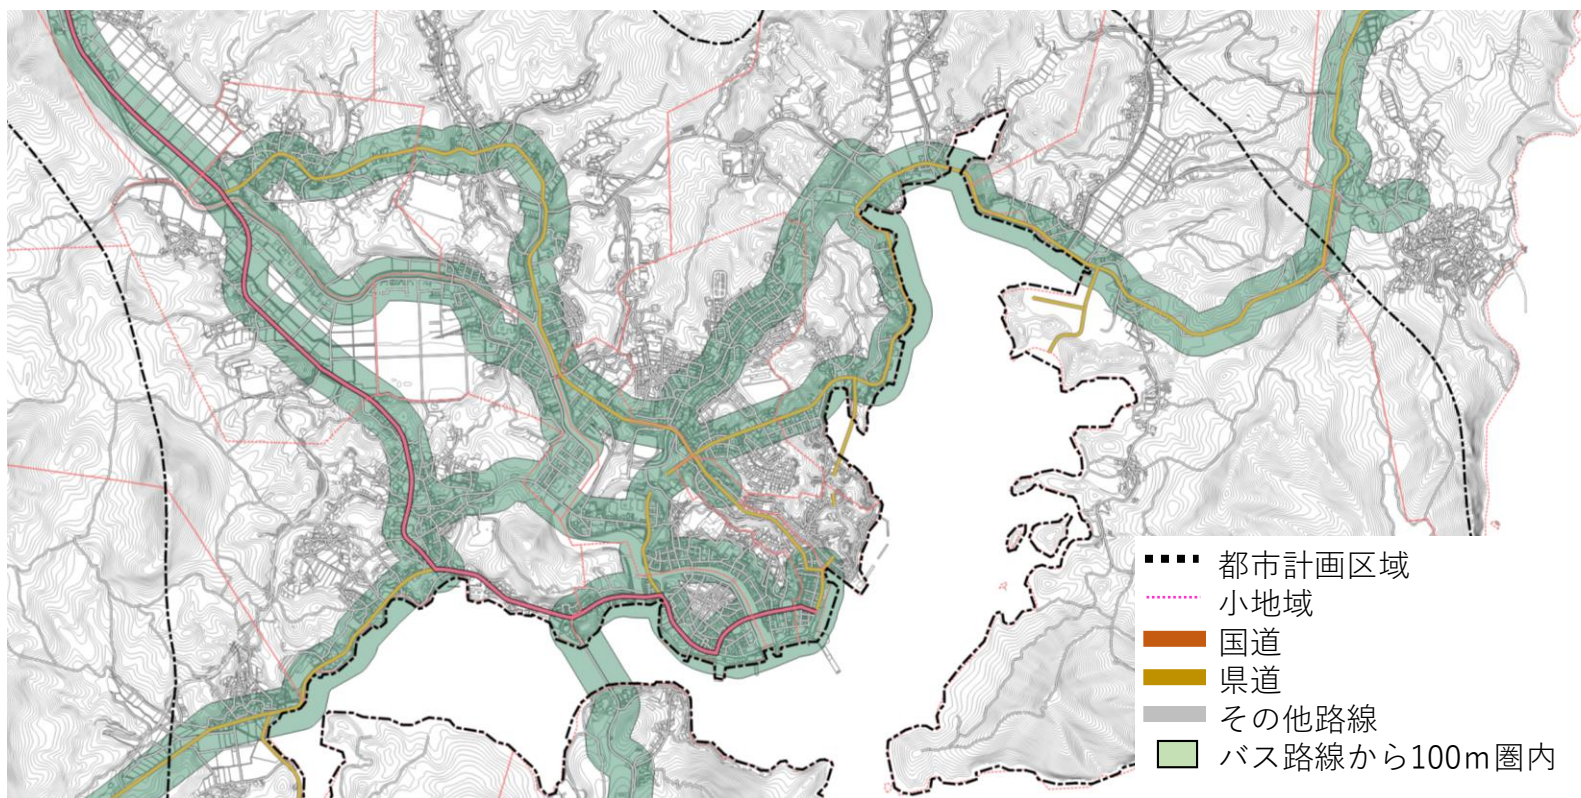 都市計画区域
小地域
国道
県道
その他路線
バス路線から100m圏内